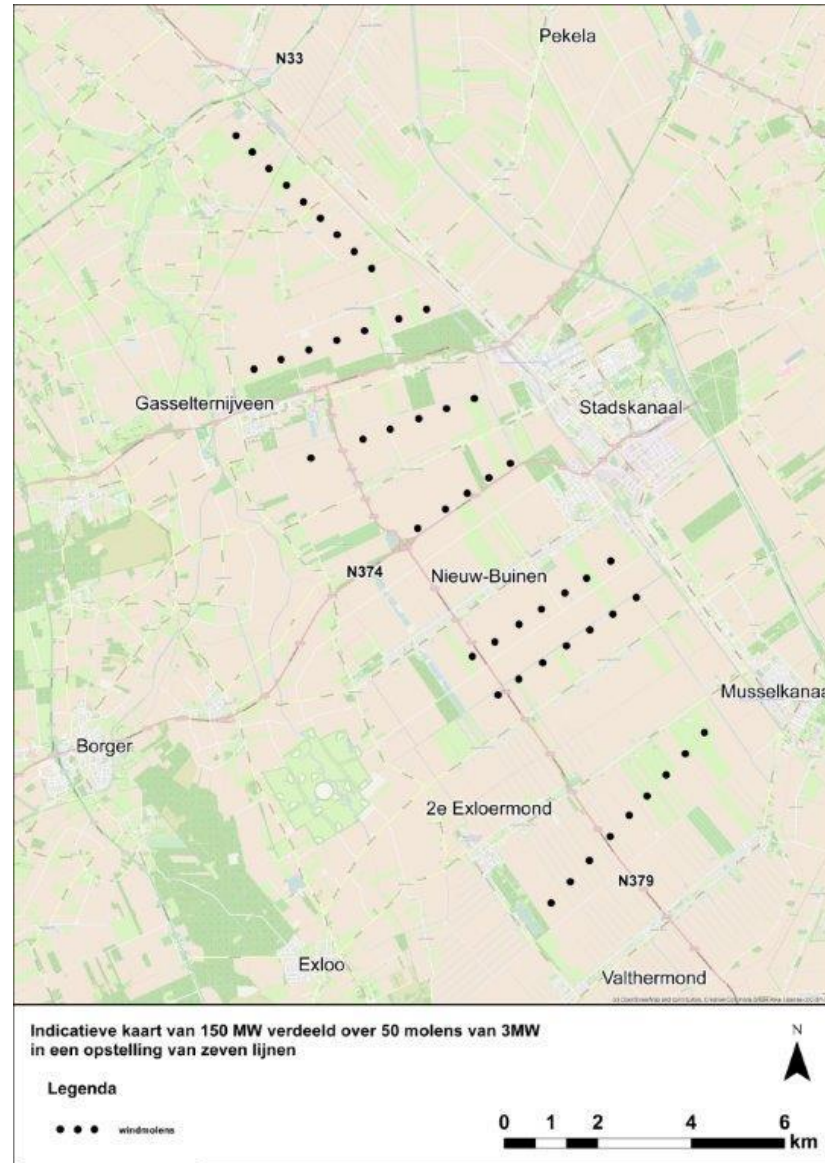 Pekela
N33
Gasselternijveen
Stadskanaal
N374
Nieuw-Buinen
Musselkanaa
Borger
2e Exloermond
N379
Exloo
Valthermond
Indicatieve kaart van 150 MW verdeeld over 50 molens van 3MW
in een opstelling van zeven lijnen
N
Legenda
windmolens
0 1 2 4 6
km